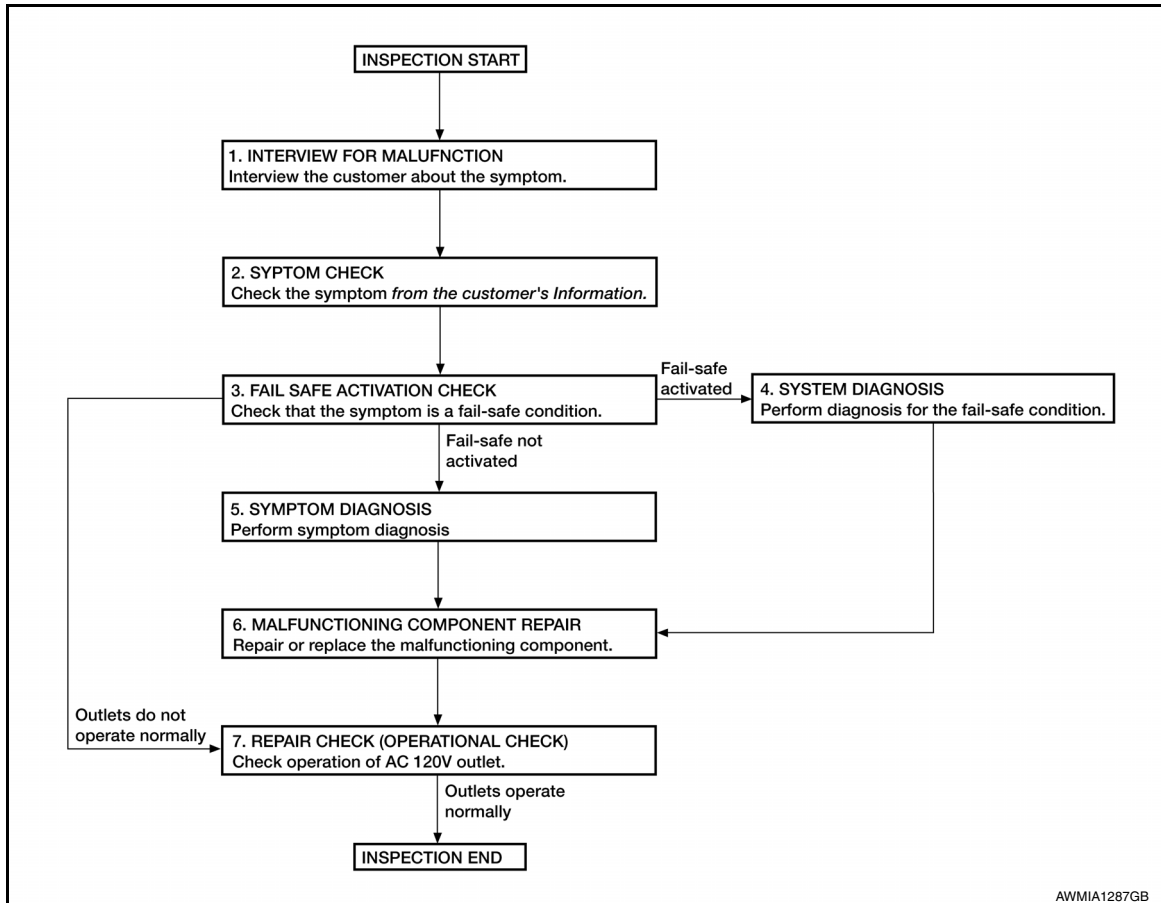 INSPECTION START
1. INTERVIEW FOR MALUFNCTION
Interview the customer about the symptom.
2. SYPTOM CHECK
Check the symptom from the customer's Information.
3. FAIL SAFE ACTIVATION CHECK
Check that the symptom is a fail-safe condition.
Fail-safe
activated
4. SYSTEM DIAGNOSIS
Perform diagnosis for the fail-safe condition.
Fail-safe not
activated
5. SYMPTOM DIAGNOSIS
Perform symptom diagnosis
6. MALFUNCTIONING COMPONENT REPAIR
Repair or replace the malfunctioning component.
Outlets do not
operate normally
7. REPAIR CHECK (OPERATIONAL CHECK)
Check operation of AC 120V outlet.
Outlets operate
normally
INSPECTION END
AWMIA1287GB